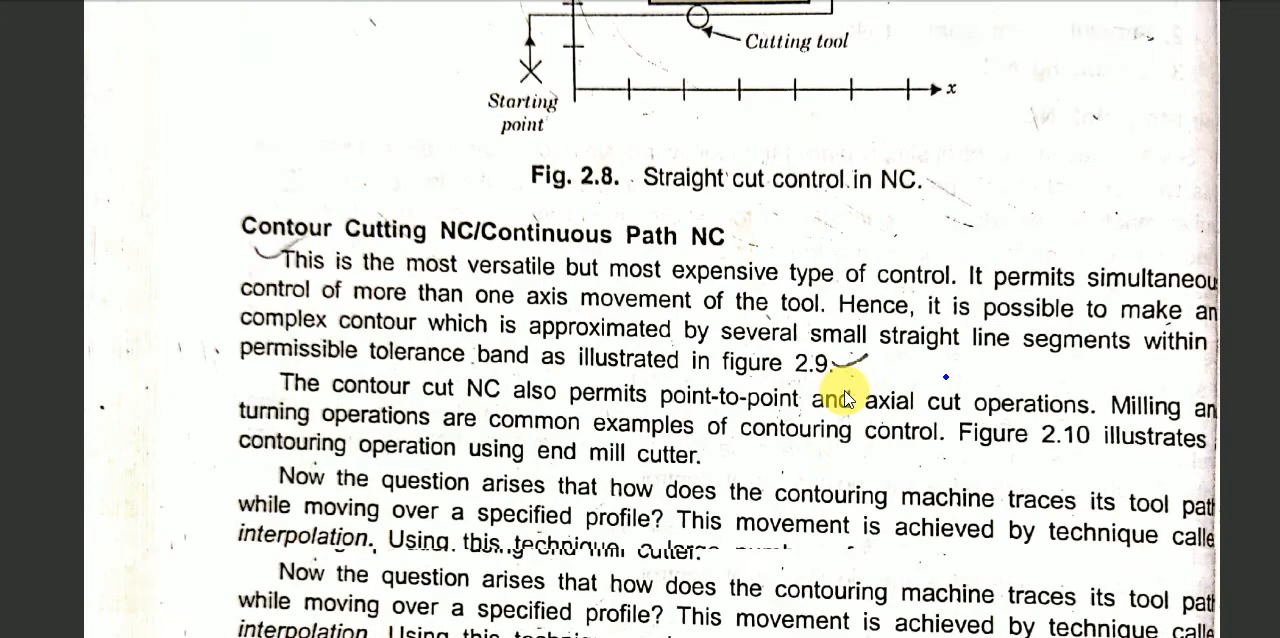 Cutting tool
x
Starting
point
Fig. 2.8. Straight cut control in NC.
Contour Cutting NC/Continuous Path NC
This is the most versatile but most expensive type of control. It permits simultaneou
control of more than one axis movement of the tool. Hence, it is possible to make an
complex contour which is approximated by several small straight line segments within
permissible tolerance band as illustrated in figure 2.9.
The contour cut NC also permits point-to-point and axial cut operations. Milling an
turning operations are common examples of contouring control. Figure 2.10 illustrates
contouring operation using end mill cutter.
Now the question arises that how does the contouring machine traces its tool pat
while moving over a specified profile? This movement is achieved by technique calle
interpolation. Using this
Now the question arises that how does the contouring machine traces its tool pat
while moving over a specified profile? This movement is achieved by technique calle
interpolation. Using this